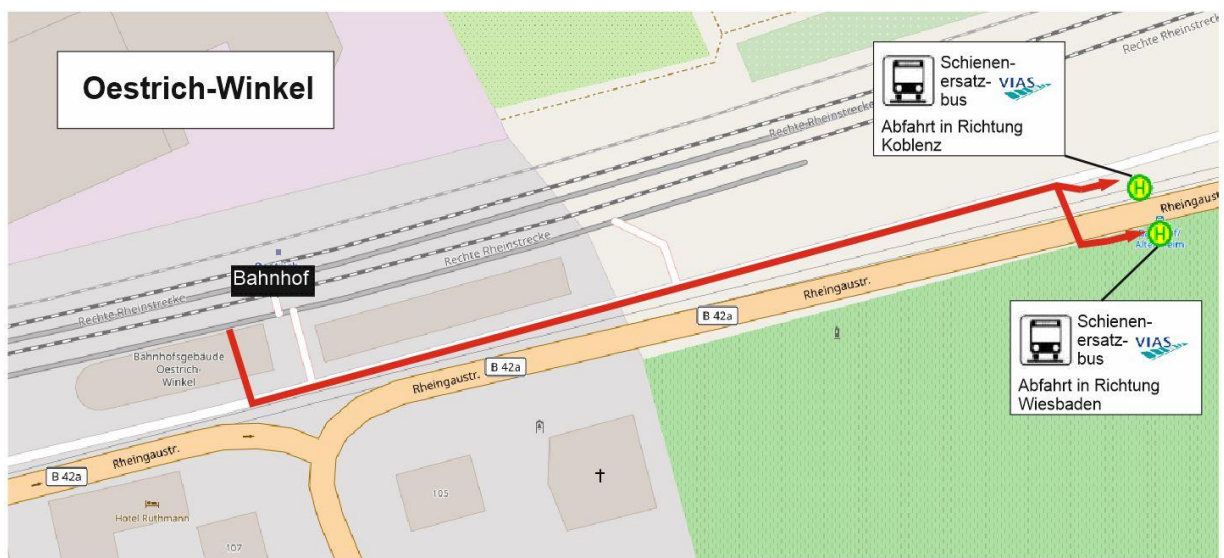 Oestrich-Winkel
Schienen-
ersatz-
bus
VIAS
Abfahrt in Richtung
Koblenz
Rechte Rheinstreck
Rechte Rheinstrecke
Rheingaustr.
H
H
Bahnhof
Rechte Rheinstrecke
Rechte Rheinstrecke
Rheingaustr.
B 42a
Schienen-
ersatz-
bus
VIAS
Abfahrt in Richtung
Wiesbaden
Bahnhofsgebäude
Oestrich-
Winkel
B 42a
Rheingaustr.
Rheingaustr.
B 42a
105
Hotel Ruthmann
107